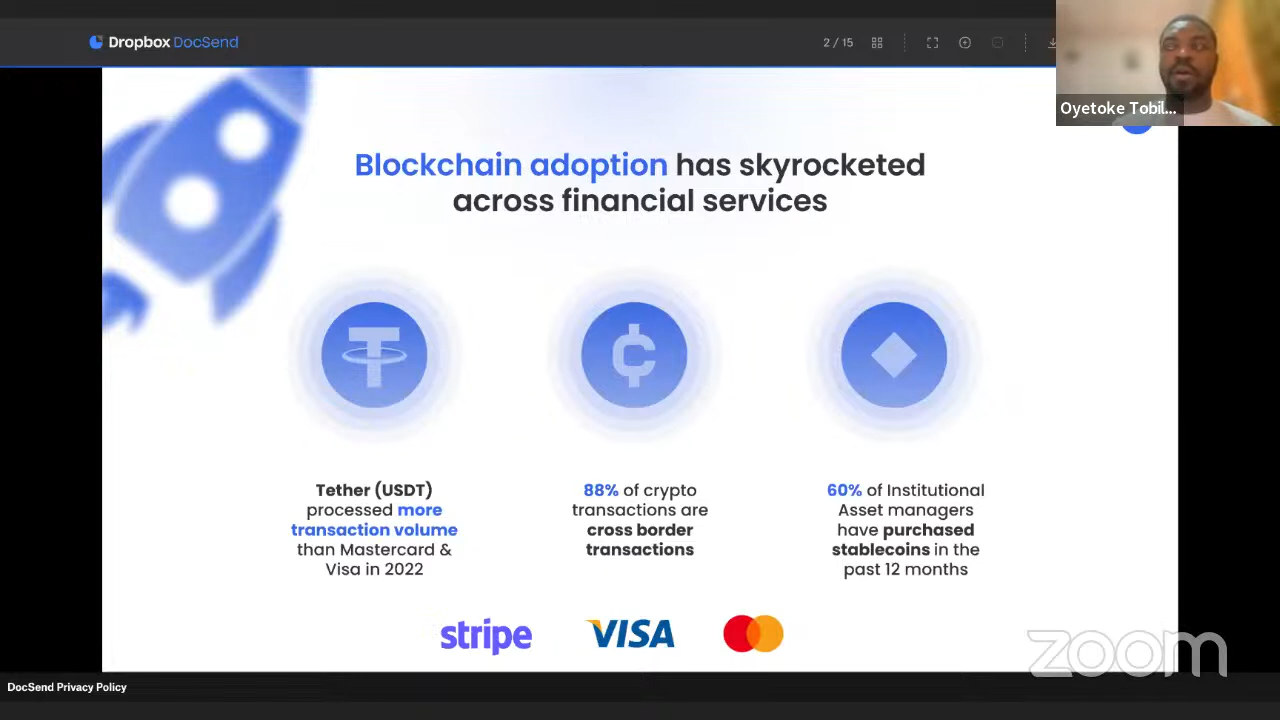 Dropbox DocSend
2 / 15
Oyetoke Tobil...
Blockchain adoption has skyrocketed
across financial services
Tether (USDT)
processed more
transaction volume
than Mastercard &
Visa in 2022
88% of crypto
transactions are
cross border
transactions
60% of Institutional
Asset managers
have purchased
stablecoins in the
past 12 months
stripe
VISA
zoom
DocSend Privacy Policy